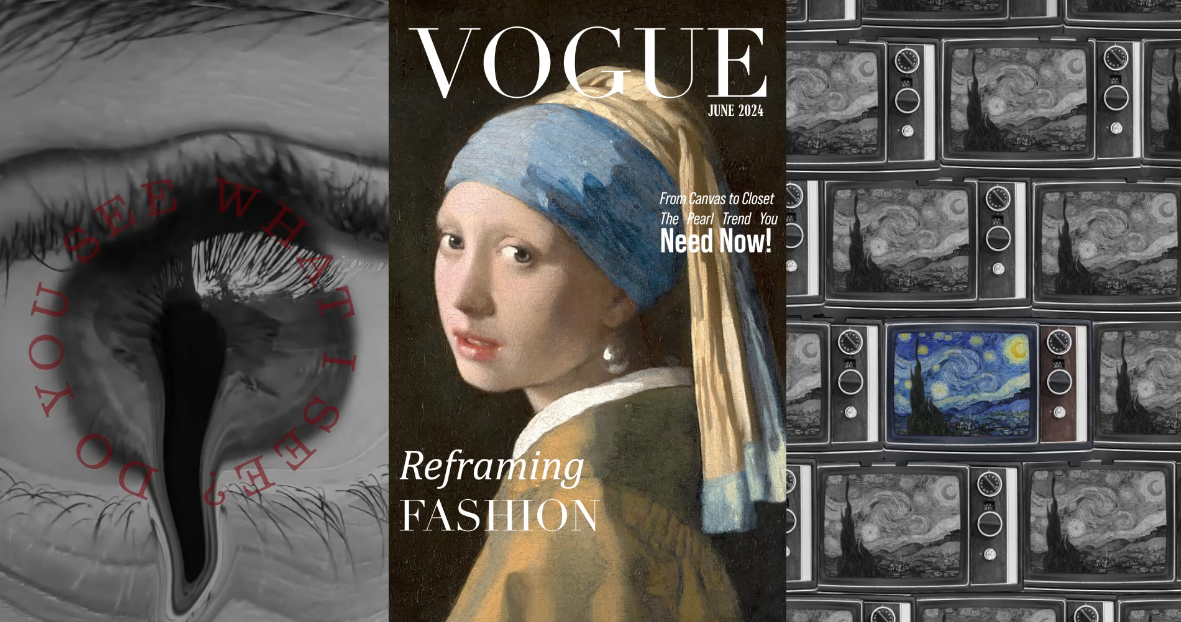 DO YOU SEE WHAT I SEE?
VOGUE
JUNE 2024
From Canvas to Closet
The Pearl Trend You
Need Now!
Reframing
FASHION